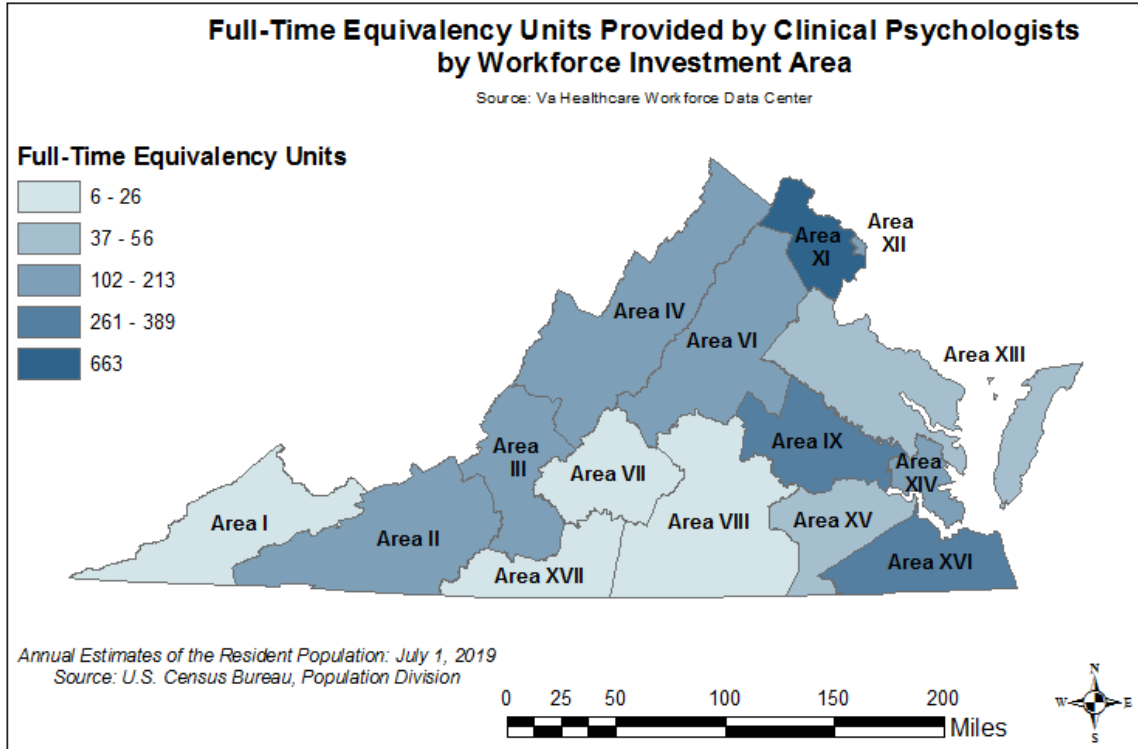 Full-Time Equivalency Units Provided by Clinical Psychologists
by Workforce Investment Area
Source: Va Healthcare Workforce Data Center
Full-Time Equivalency Units
6 - 26
37 - 56
102 - 213
261 - 389
663
Area
XII
Area
XI
Area IV
Area VI
Area XIII
Area
III
Area IX
Area VII
Area
XIV
Area I
Area VIII
Area XV
Area II
Area XVI
Area XVII
Annual Estimates of the Resident Population: July 1, 2019
Source: U.S. Census Bureau, Population Division
0 25 50 100 150 200
Miles
N
W E
S